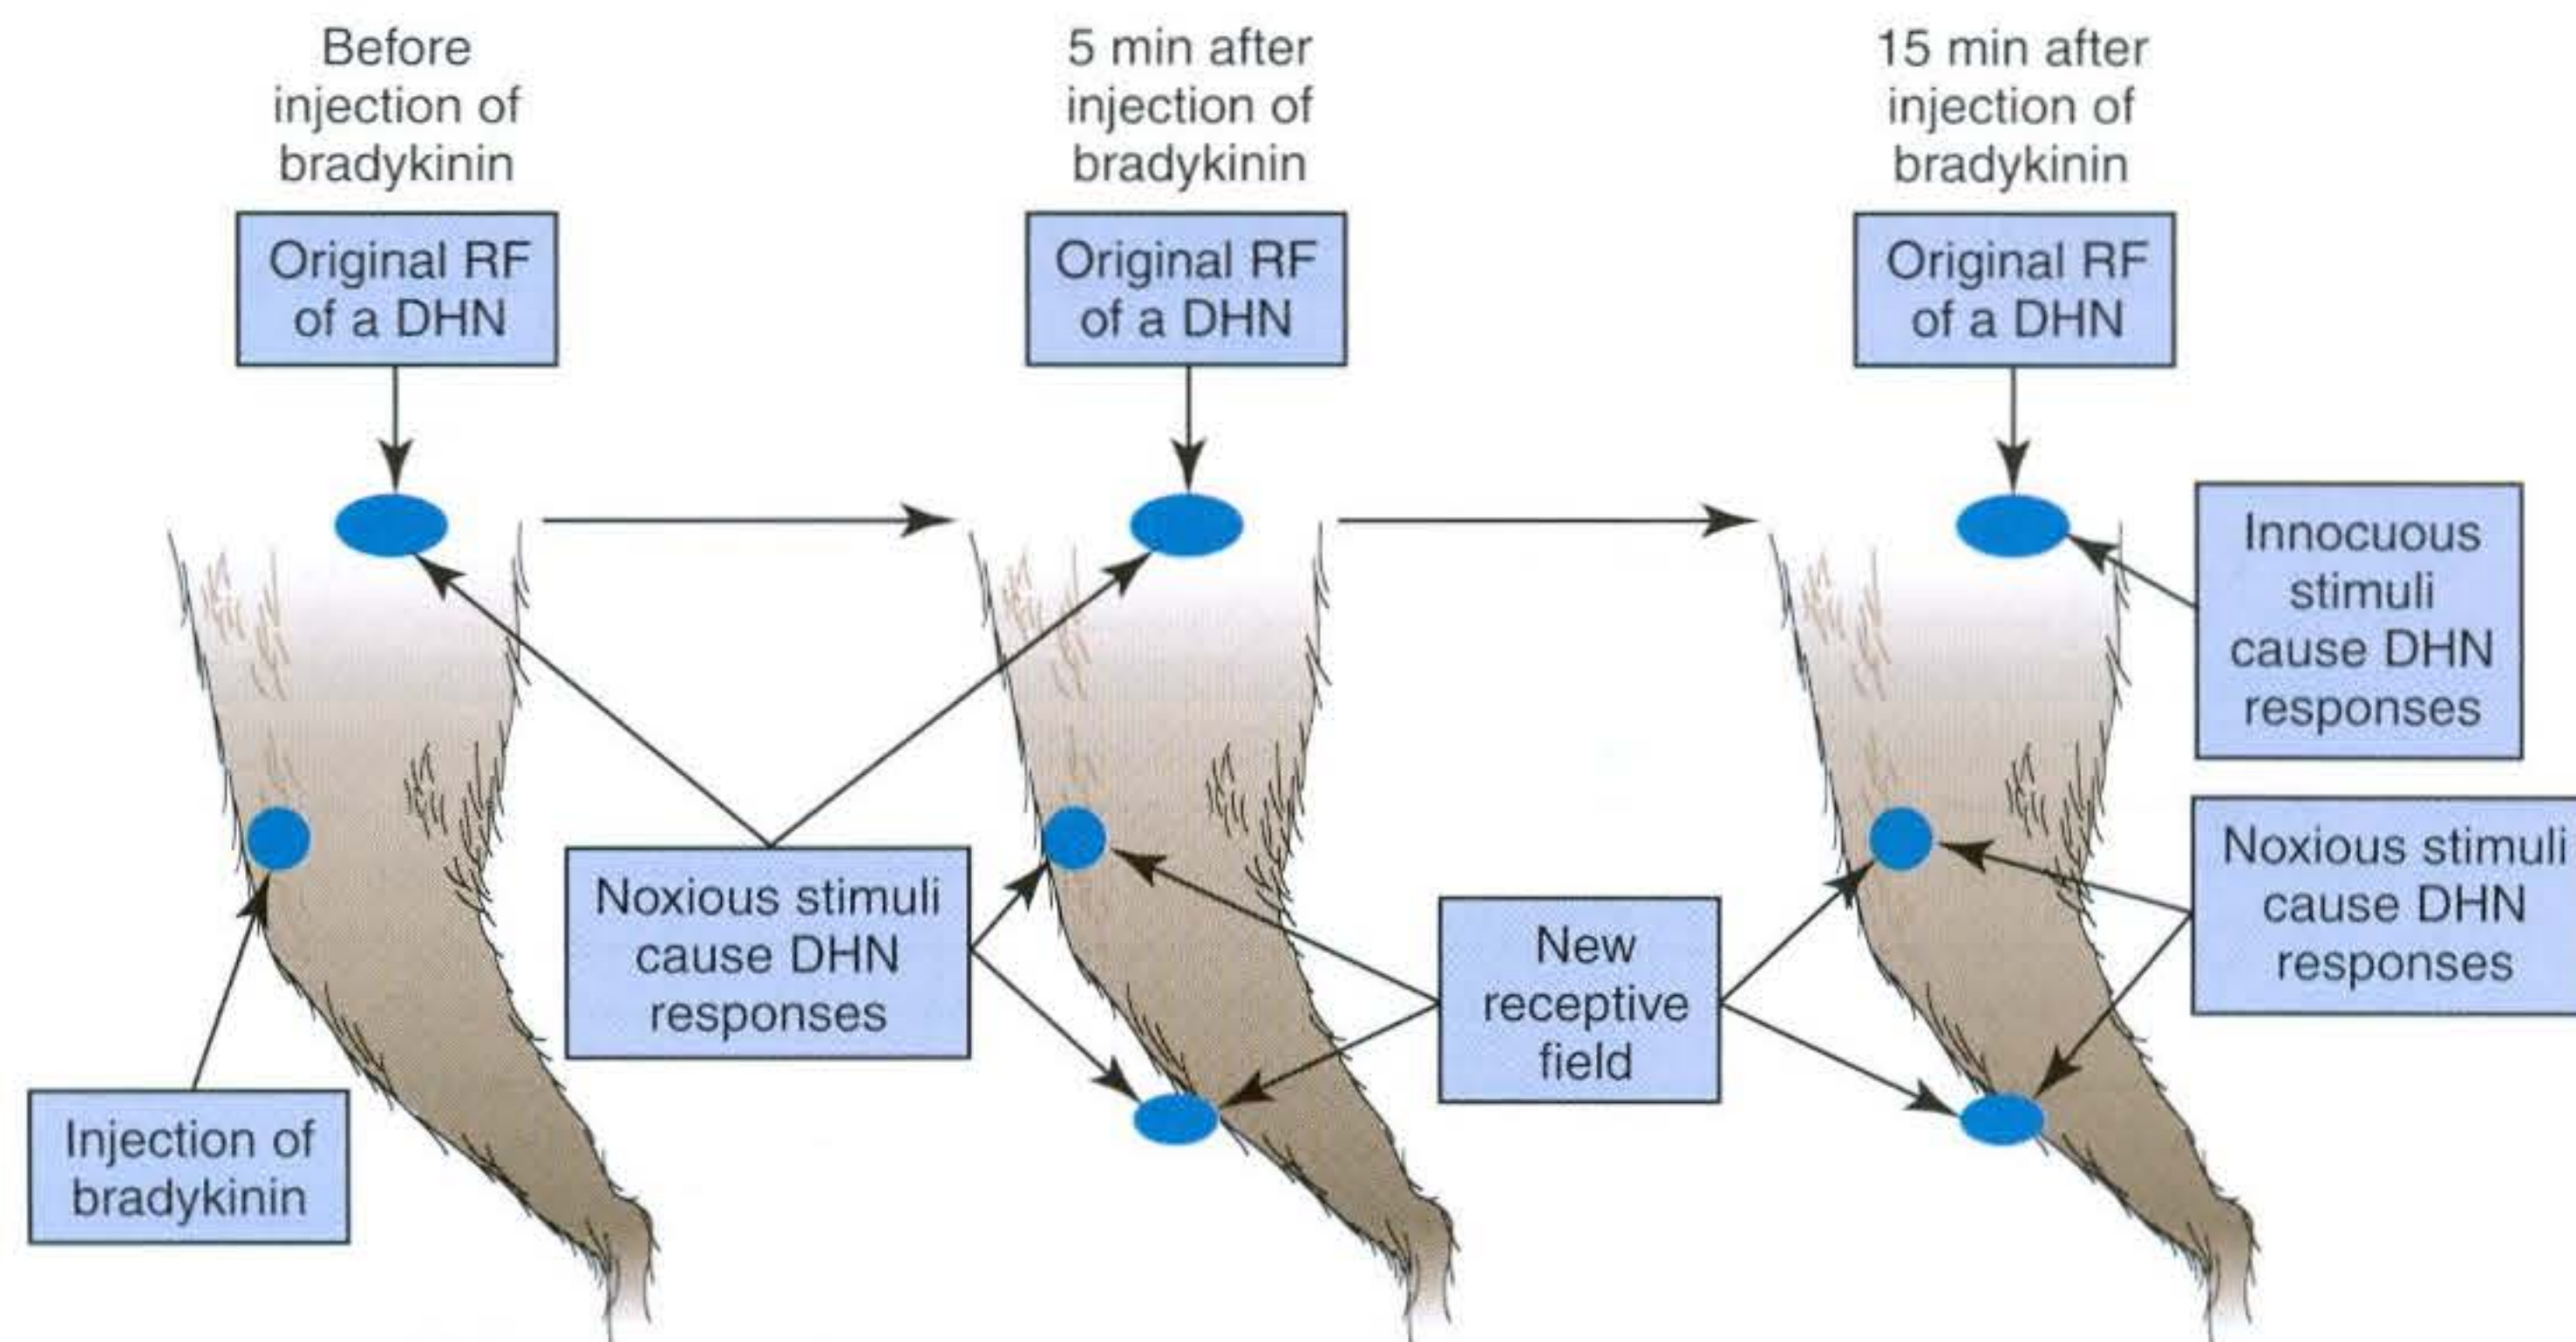 Before
injection of
bradykinin
5 min after
injection of
bradykinin
15 min after
injection of
bradykinin
Original RF
of a DHN
Original RF
of a DHN
Original RF
of a DHN
Innocuous
stimuli
cause DHN
responses
Noxious stimuli
cause DHN
responses
New
receptive
field
Noxious stimuli
cause DHN
responses
Injection of
bradykinin